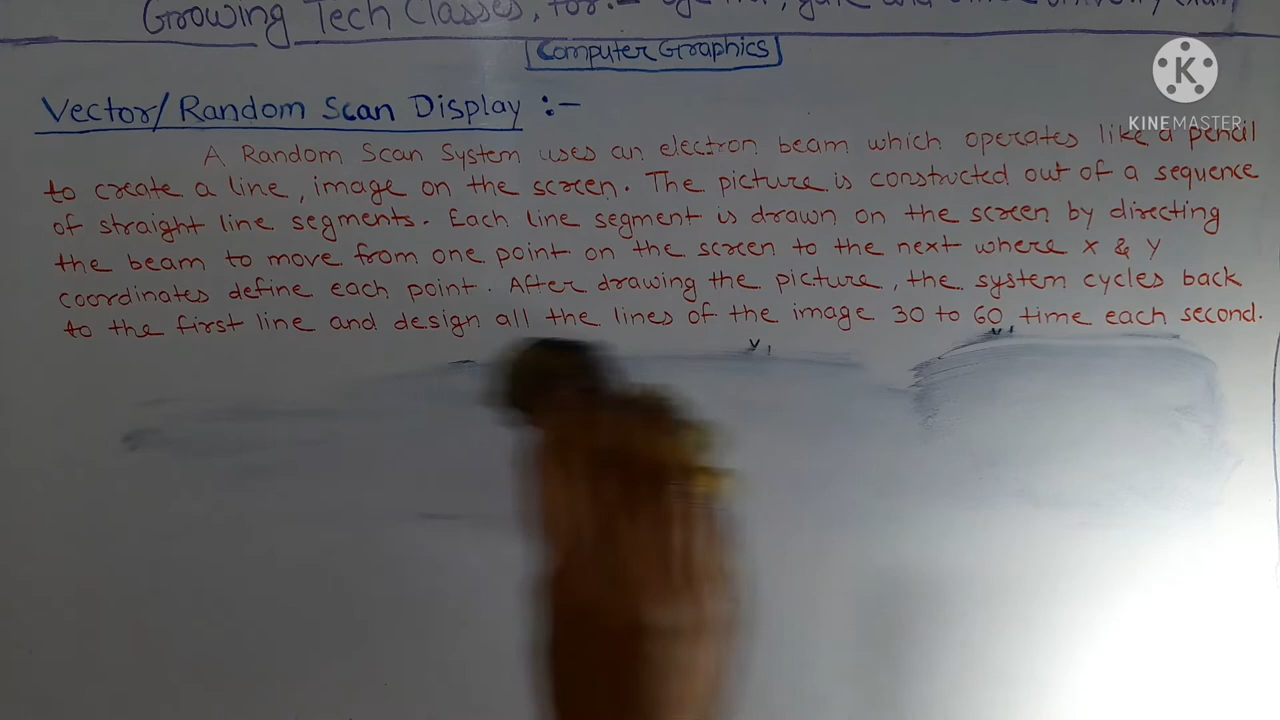 Growing Tech Classes, for :-
Computer Graphics
KINEMASTER
Vector/Random Scan Display :-
A Random Scan System uses an electron beam which operates like a pencil
to create a line, image on the screen. The picture is constructed out of a sequence
of straight line segments. Each line segment is drawn on the screen by directing
the beam to move from one point on the screen to the next where x & y
coordinates define each point. After drawing the picture, the system cycles back
to the first line and design all the lines of the image 30 to 60 time each second.